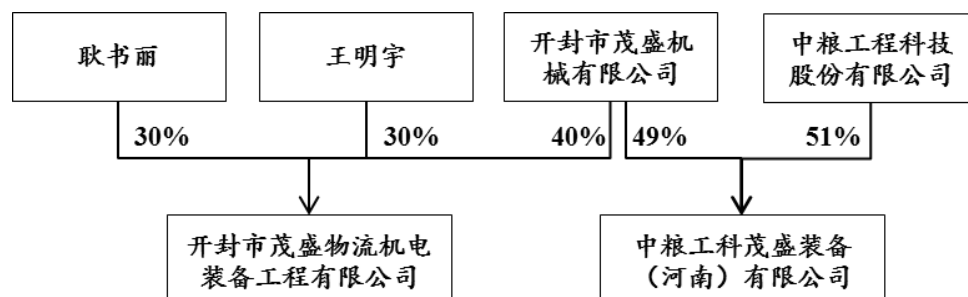 耿书丽
王明宇
开封市茂盛机
械有限公司
中粮工程科技
股份有限公司
30%
30%
40%
49%
51%
开封市茂盛物流机电
装备工程有限公司
中粮工科茂盛装备
（河南）有限公司